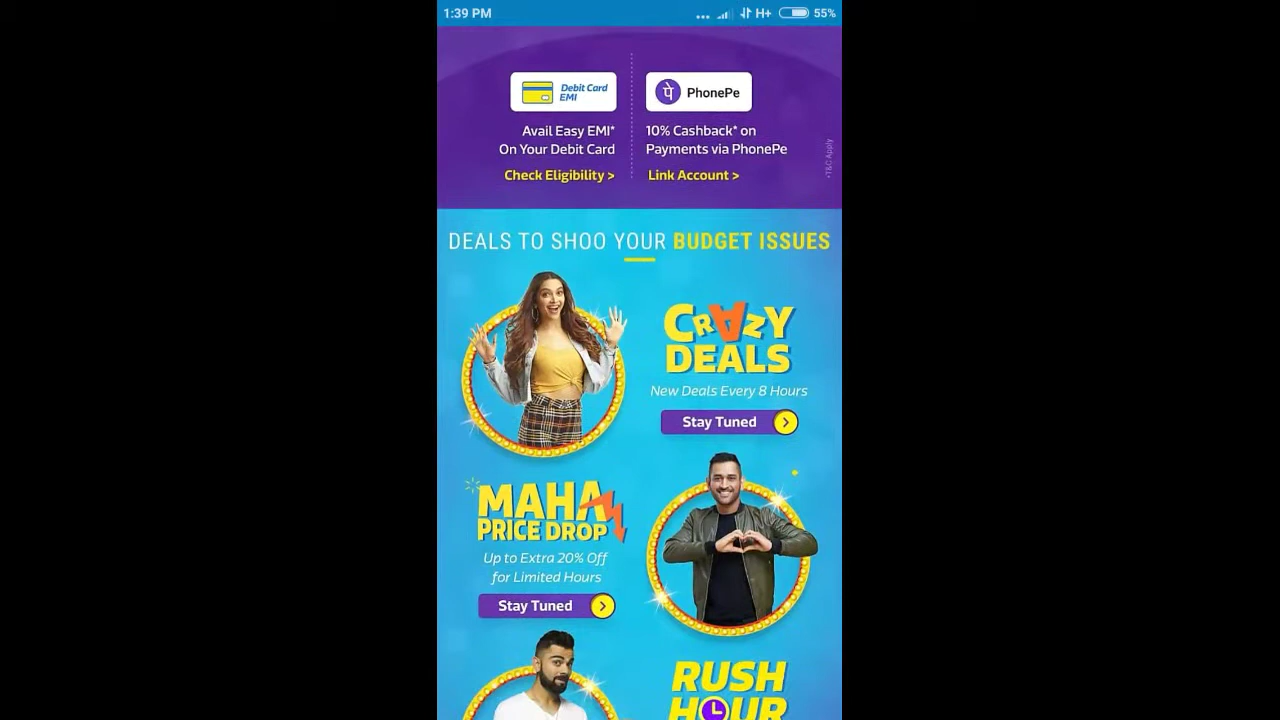 1:39 PM
H+
55%
Debit Card
EMI
Avail Easy EMI*
On Your Debit Card
Check Eligibility >
पे PhonePe
10% Cashback* on
Payments via PhonePe
Link Account >
*T&C Apply
DEALS TO SHOO YOUR BUDGET ISSUES
CRAZY
DEALS
New Deals Every 8 Hours
Stay Tuned
MAHA
PRICE DROP
Up to Extra 20% Off
for Limited Hours
Stay Tuned
RUSH
HOUR